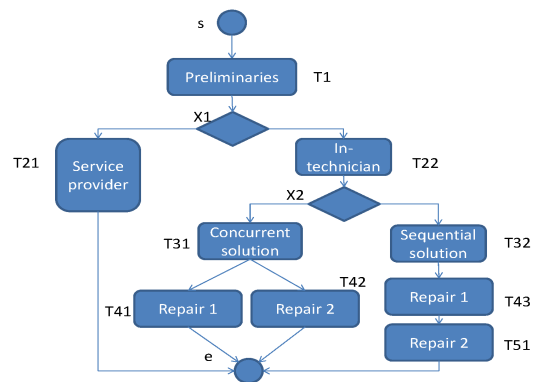 s
Preliminaries T1
X1
T21 Service
provider
In-
technician T22
X2
T31 Concurrent
solution
Sequential
solution T32
T41 Repair 1
T42 Repair 2
Repair 1 T43
Repair 2 T51
e